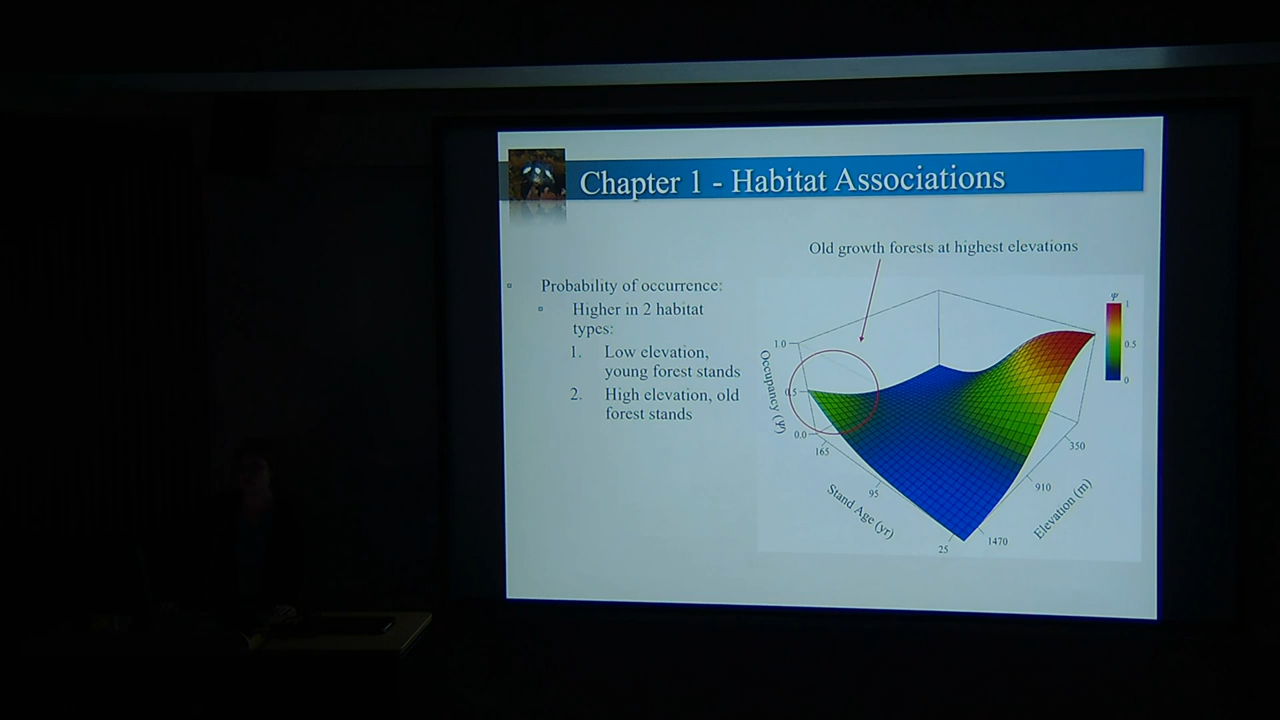 Chapter 1 - Habitat Associations
Old growth forests at highest elevations
Probability of occurrence:
Higher in 2 habitat
types:
1. Low elevation,
young forest stands
2. High elevation, old
forest stands
Ψ
1
0.5
0
1.0
0.5
0.0
Occupancy (Ψ)
165
95
25
Stand Age (yr)
350
910
1470
Elevation (m)